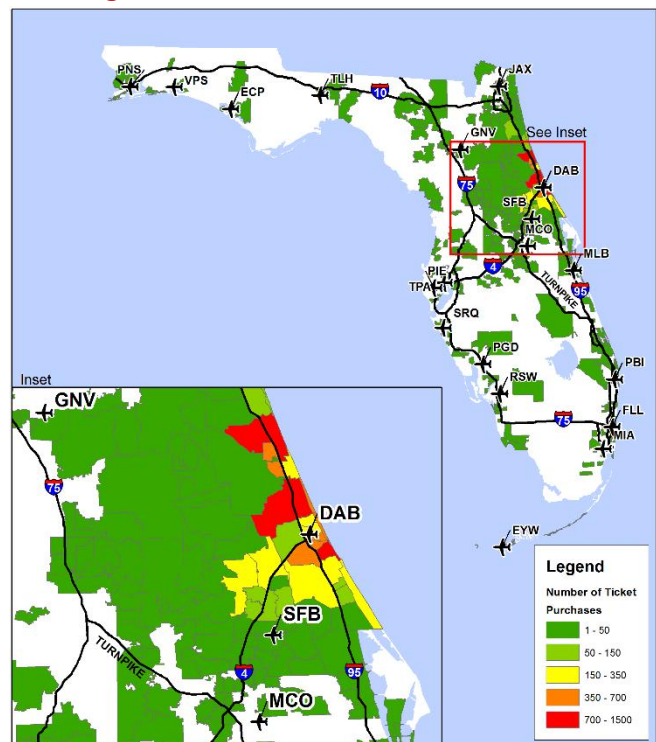 PNS
VPS
ECP
TLH
10
JAX
See Inset
GNV
75
DAB
SFB
MCO
4
MLB
PIE
TPA
TURNPIKE
95
SRQ
PGD
RSW
PBI
75
FLL
MIA
EYW
Inset
GNV
75
DAB
SFB
TURNPIKE
4
95
MCO
Legend
Number of Ticket
Purchases
1 - 50
50 - 150
150 - 350
350 - 700
700 - 1500